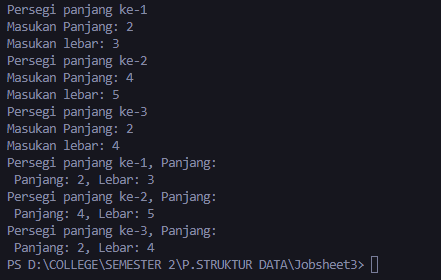 Persegi panjang ke-1
Masukan Panjang: 2
Masukan lebar: 3
Persegi panjang ke-2
Masukan Panjang: 4
Masukan lebar: 5
Persegi panjang ke-3
Masukan Panjang: 2
Masukan lebar: 4
Persegi panjang ke-1, Panjang:
 Panjang: 2, Lebar: 3
Persegi panjang ke-2, Panjang:
 Panjang: 4, Lebar: 5
Persegi panjang ke-3, Panjang:
 Panjang: 2, Lebar: 4
PS D:\COLLEGE\SEMESTER 2\P.STRUKTUR DATA\Jobsheet3>